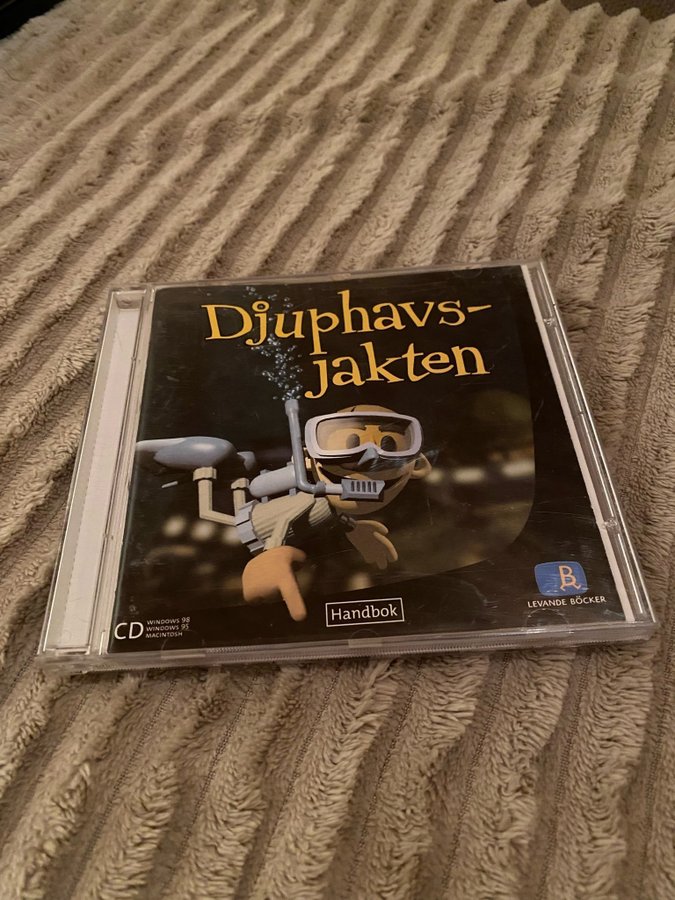 Djuphavs-
jakten
CD
WINDOWS 98
WINDOWS 95
MACINTOSH
Handbok
LEVANDE BÖCKER